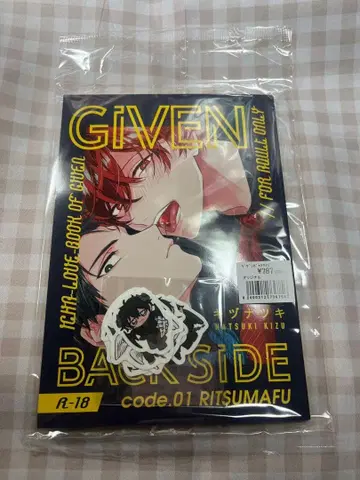 GiVEN
ICHA-LOVE BOOK OF GIVEN
FOR ADULT ONLY
¥787
キヅナツキ
NATSUKI KIZU
BACK SiDE
R-18
code.01 RITSUMAFU